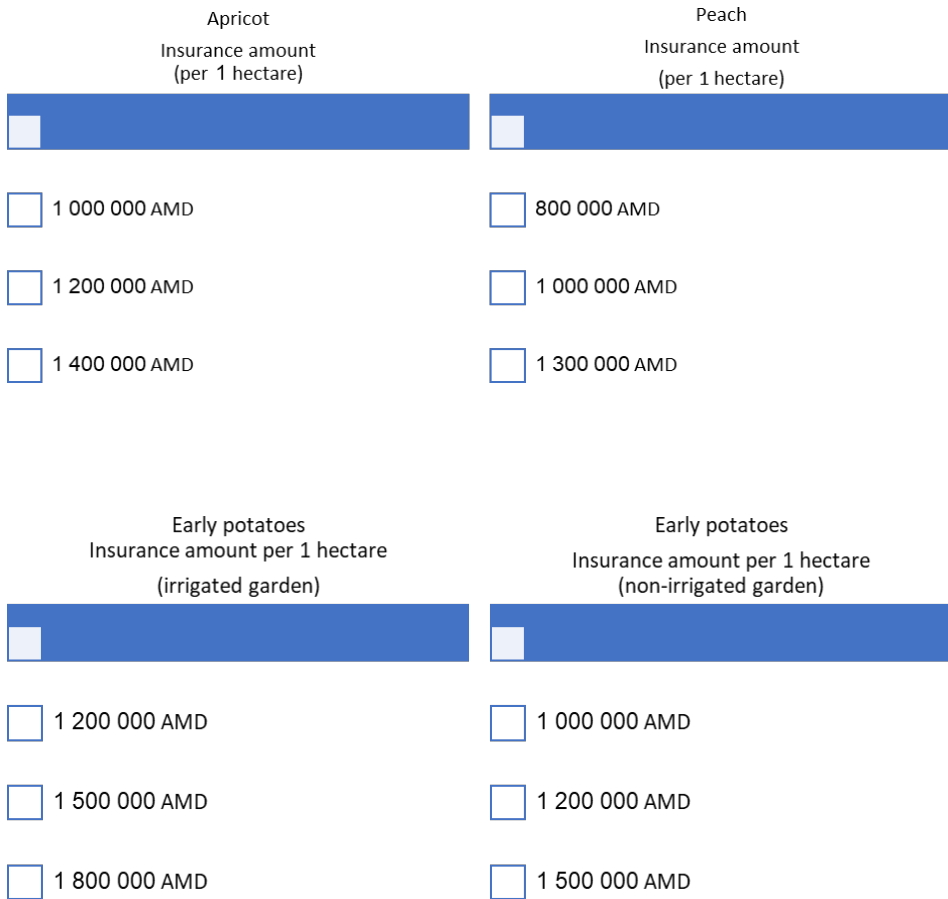 Apricot
Insurance amount
(per 1 hectare)
1 000 000 AMD
1 200 000 AMD
1 400 000 AMD
Peach
Insurance amount
(per 1 hectare)
800 000 AMD
1 000 000 AMD
1 300 000 AMD
Early potatoes
Insurance amount per 1 hectare
(irrigated garden)
1 200 000 AMD
1 500 000 AMD
1 800 000 AMD
Early potatoes
Insurance amount per 1 hectare
(non-irrigated garden)
1 000 000 AMD
1 200 000 AMD
1 500 000 AMD